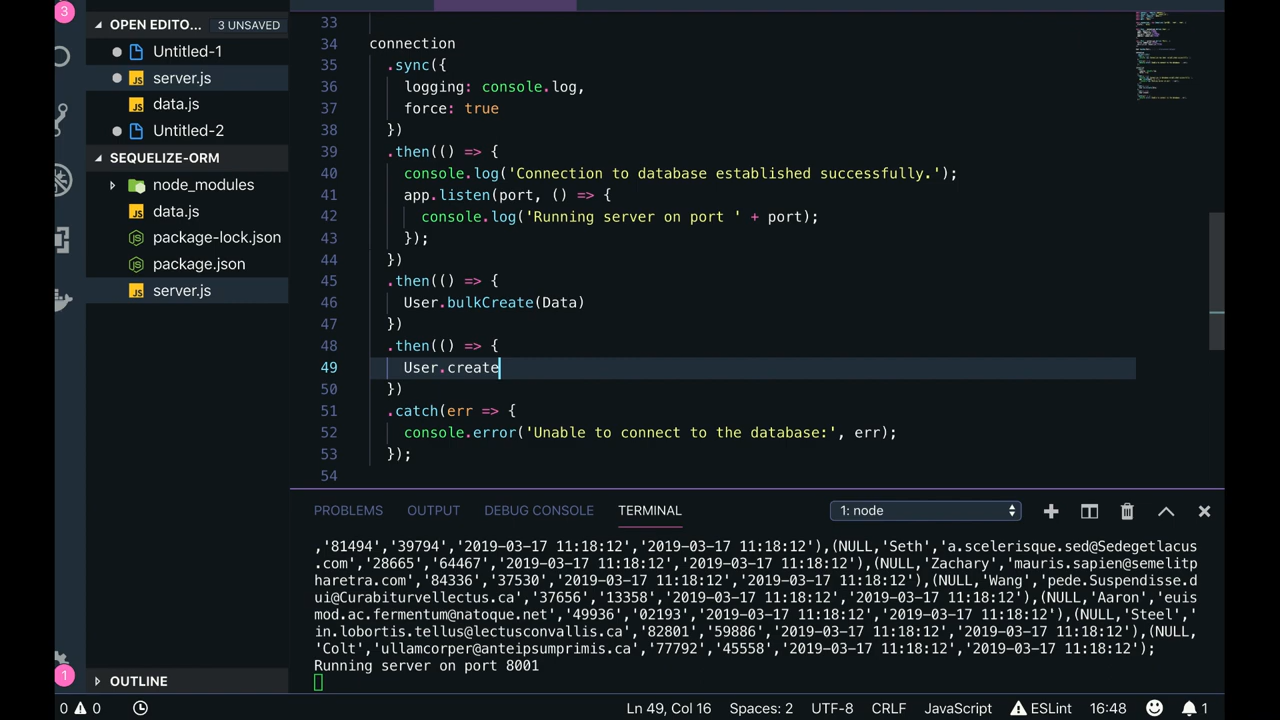 3
OPEN EDITO... 3 UNSAVED
Untitled-1
JS server.js
JS data.js
Untitled-2
SEQUELIZE-ORM
node_modules
JS data.js
package-lock.json
package.json
JS server.js
1
OUTLINE
33
34 connection
35 .sync({
36 logging: console.log,
37 force: true
38 })
39 .then(() => {
40 console.log('Connection to database established successfully.');
41 app.listen(port, () => {
42 console.log('Running server on port ' + port);
43 });
44 })
45 .then(() => {
46 User.bulkCreate(Data)
47 })
48 .then(() => {
49 User.create
50 })
51 .catch(err => {
52 console.error('Unable to connect to the database:', err);
53 });
54
PROBLEMS OUTPUT DEBUG CONSOLE TERMINAL 1: node
,'81494','39794','2019-03-17 11:18:12','2019-03-17 11:18:12'),(NULL,'Seth','a.scelerisque.sed@Sedegetlacus
.com','28665','64467','2019-03-17 11:18:12','2019-03-17 11:18:12'),(NULL,'Zachary','mauris.sapien@semelitp
haretra.com','84336','37530','2019-03-17 11:18:12','2019-03-17 11:18:12'),(NULL,'Wang','pede.Suspendisse.d
ui@Curabiturvellectus.ca','37656','13358','2019-03-17 11:18:12','2019-03-17 11:18:12'),(NULL,'Aaron','euis
mod.ac.fermentum@natoque.net','49936','02193','2019-03-17 11:18:12','2019-03-17 11:18:12'),(NULL,'Steel','
in.lobortis.tellus@lectusconvallis.ca','82801','59886','2019-03-17 11:18:12','2019-03-17 11:18:12'),(NULL,
'Colt','ullamcorper@anteipsumprimis.ca','77792','45558','2019-03-17 11:18:12','2019-03-17 11:18:12');
Running server on port 8001
0 0 Ln 49, Col 16 Spaces: 2 UTF-8 CRLF JavaScript ESLint 16:48 1